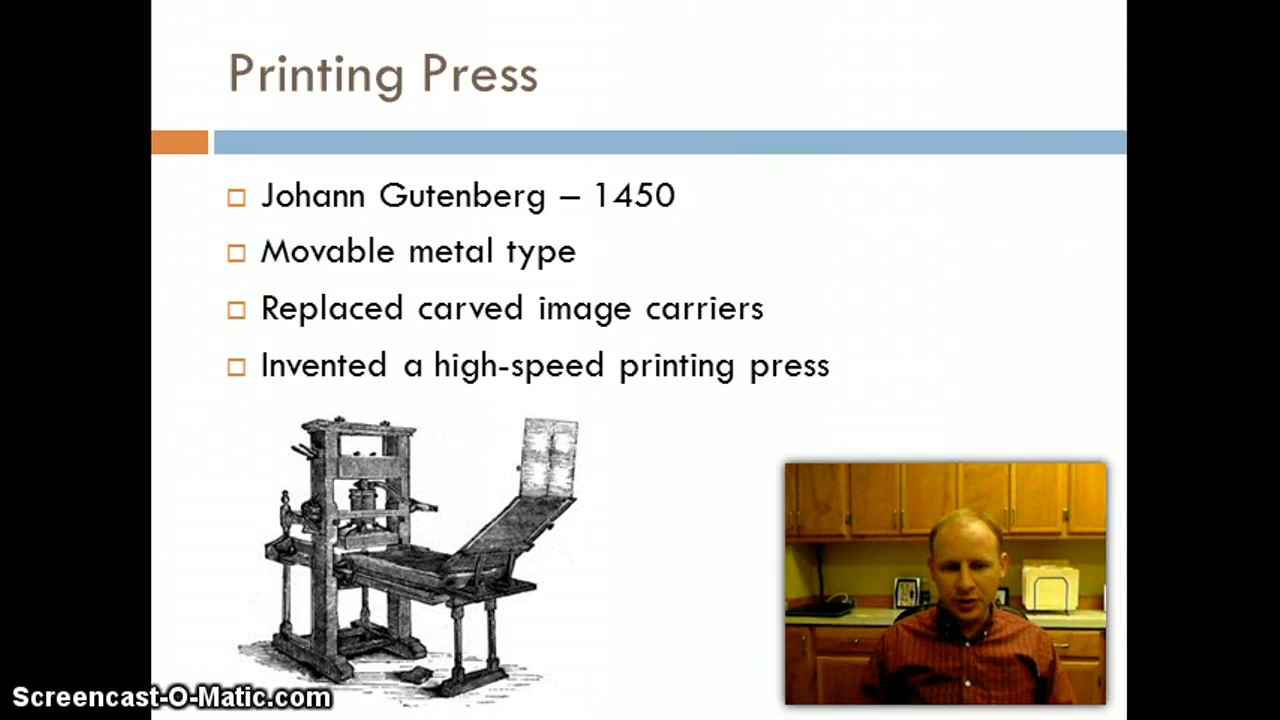 Printing Press
Johann Gutenberg – 1450
Movable metal type
Replaced carved image carriers
Invented a high-speed printing press
Screencast-O-Matic.com